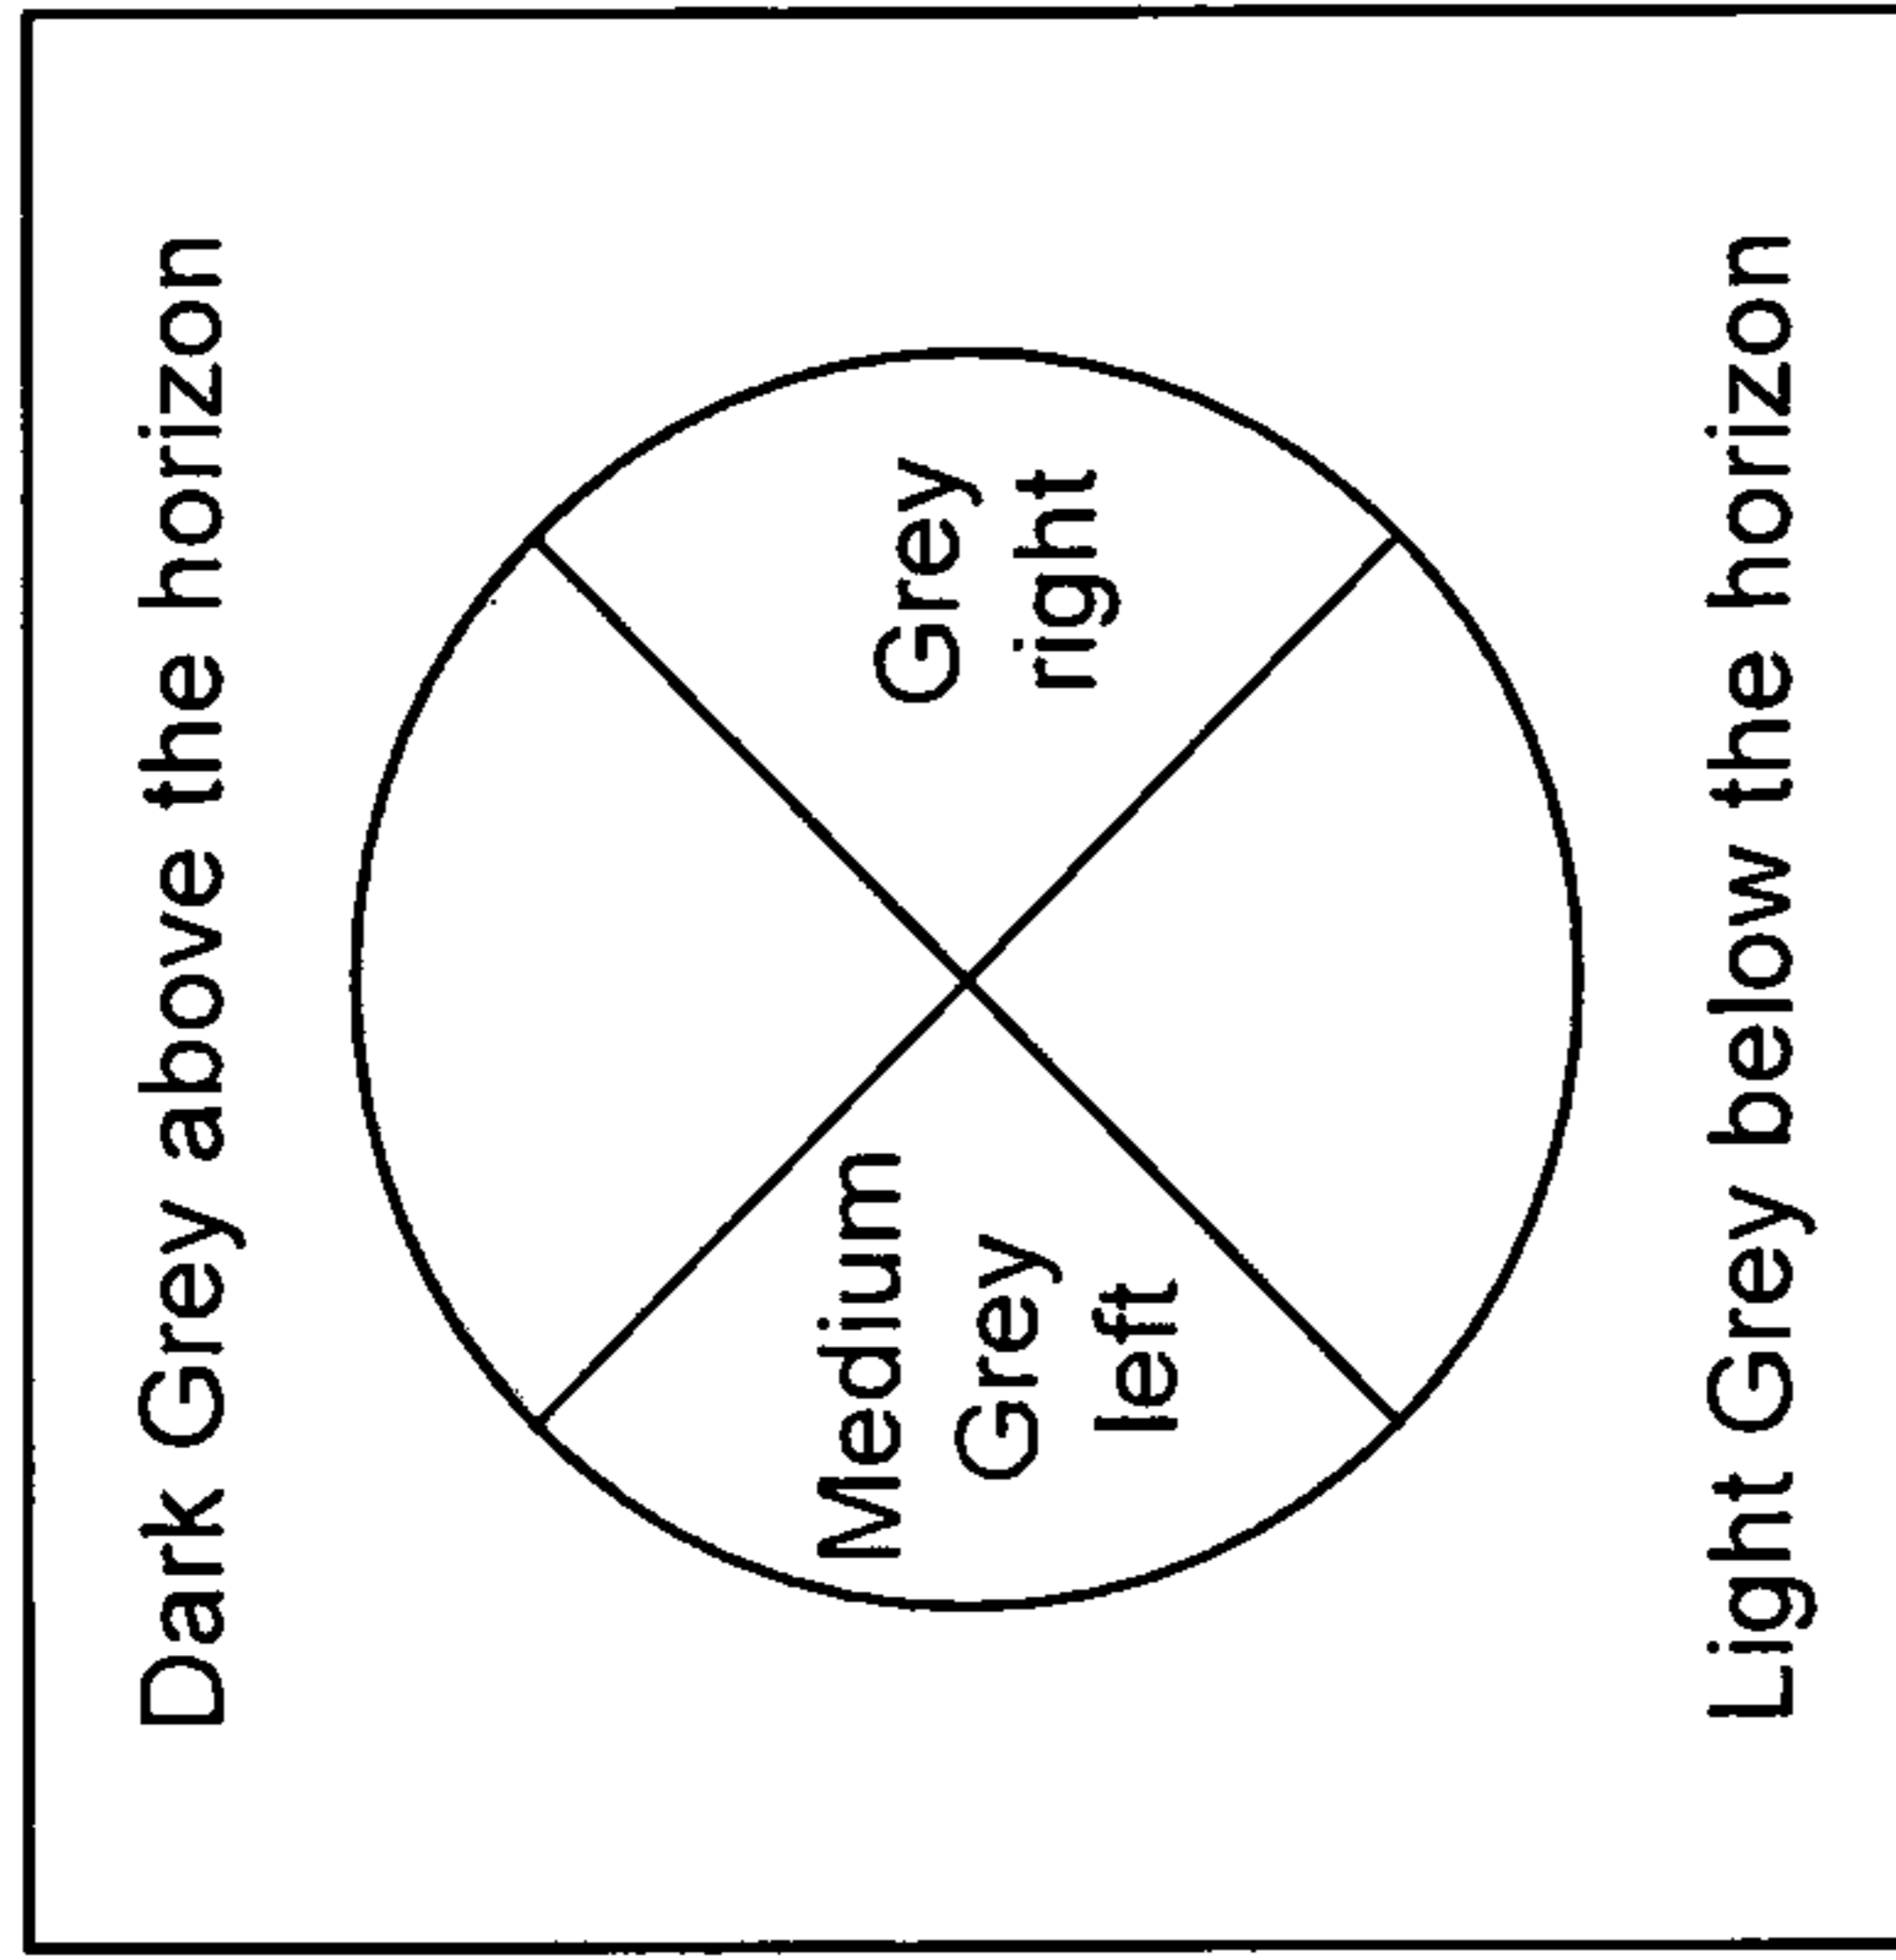 Dark Grey above the horizon
Medium
Grey
left
Grey
right
Light Grey below the horizon